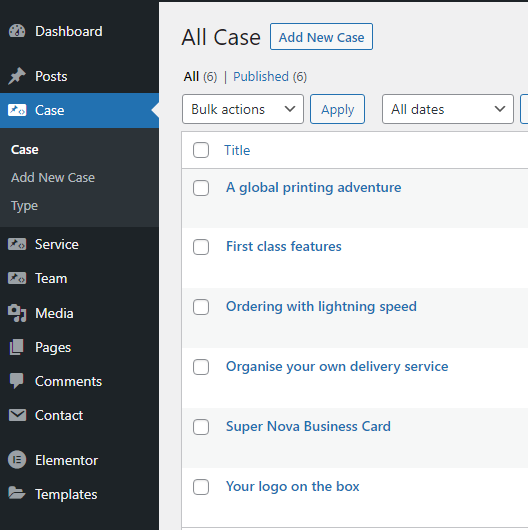 Dashboard
Posts
Case
Case
Add New Case
Type
Service
Team
Media
Pages
Comments
Contact
Elementor
Templates
All Case Add New Case
All (6) | Published (6)
Bulk actions Apply All dates
Title
A global printing adventure
First class features
Ordering with lightning speed
Organise your own delivery service
Super Nova Business Card
Your logo on the box